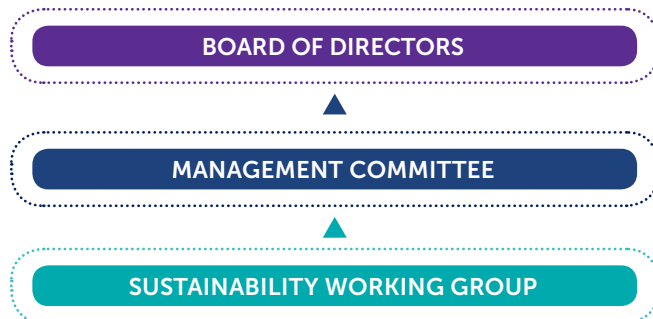 BOARD OF DIRECTORS
MANAGEMENT COMMITTEE
SUSTAINABILITY WORKING GROUP